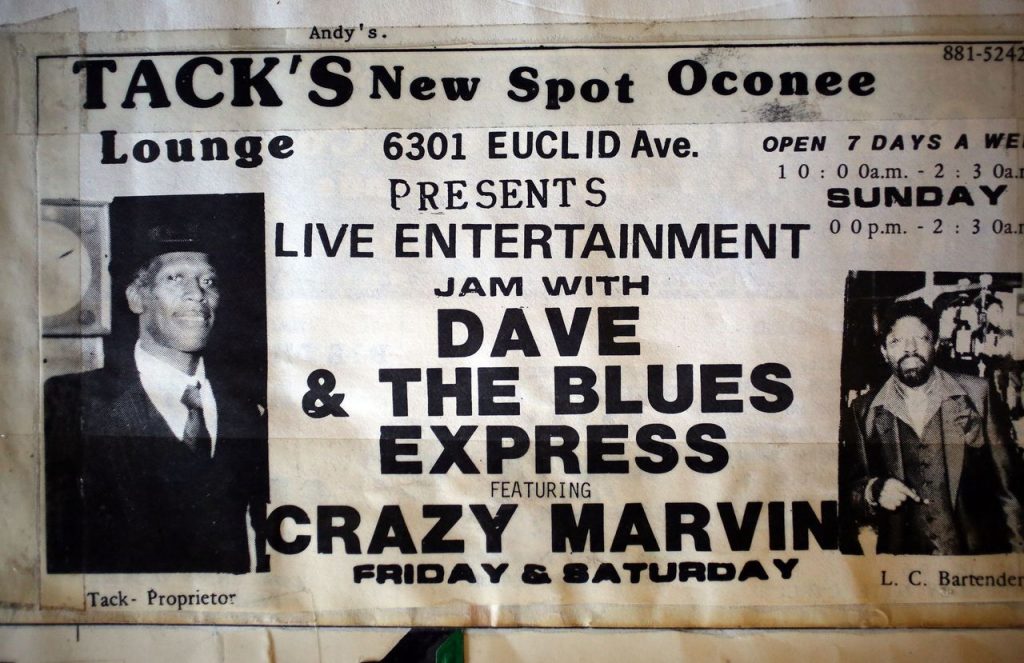 Andy's.
881-5242
TACK'S New Spot Oconee
Lounge
6301 EUCLID Ave.
OPEN 7 DAYS A WE
10:00a.m. - 2:30a.m
PRESENTS
SUNDAY
LIVE ENTERTAINMENT
00p.m. - 2:30a.m
JAM WITH
DAVE
& THE BLUES
EXPRESS
FEATURING
CRAZY MARVIN
FRIDAY & SATURDAY
Tack- Proprietor
L. C. Bartender